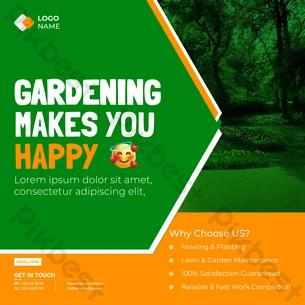 LOGO
NAME
GARDENING
MAKES YOU
HAPPY
Lorem ipsum dolor sit amet,
consectetur adipiscing elit,
Why Choose US?
Mowing & Planting
Lawn & Garden Maintenance
100% Satisfaction Guaranteed
Reliable & Fast Work Completion
GET IN TOUCH